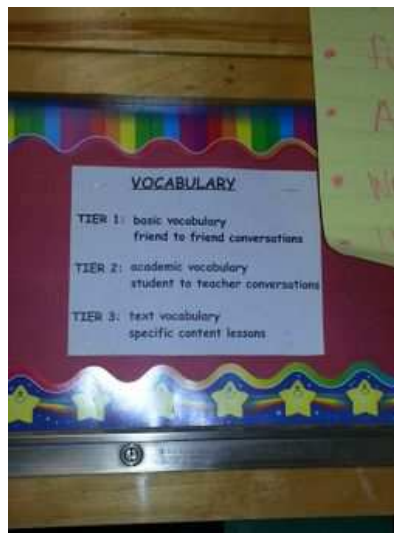 VOCABULARY
TIER 1: basic vocabulary
friend to friend conversations
TIER 2: academic vocabulary
student to teacher conversations
TIER 3: text vocabulary
specific content lessons